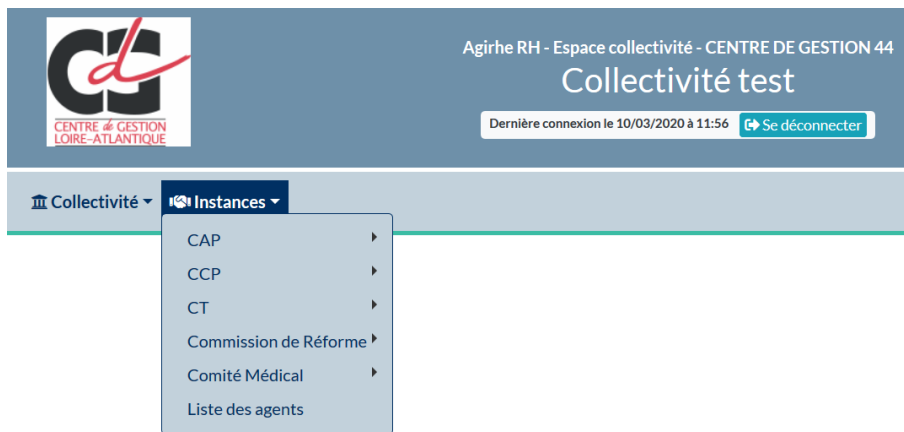 cdG
CENTRE de GESTION
LOIRE-ATLANTIQUE
Agirhe RH - Espace collectivité - CENTRE DE GESTION 44
Collectivité test
Dernière connexion le 10/03/2020 à 11:56 Se déconnecter
Collectivité Instances
CAP
CCP
CT
Commission de Réforme
Comité Médical
Liste des agents